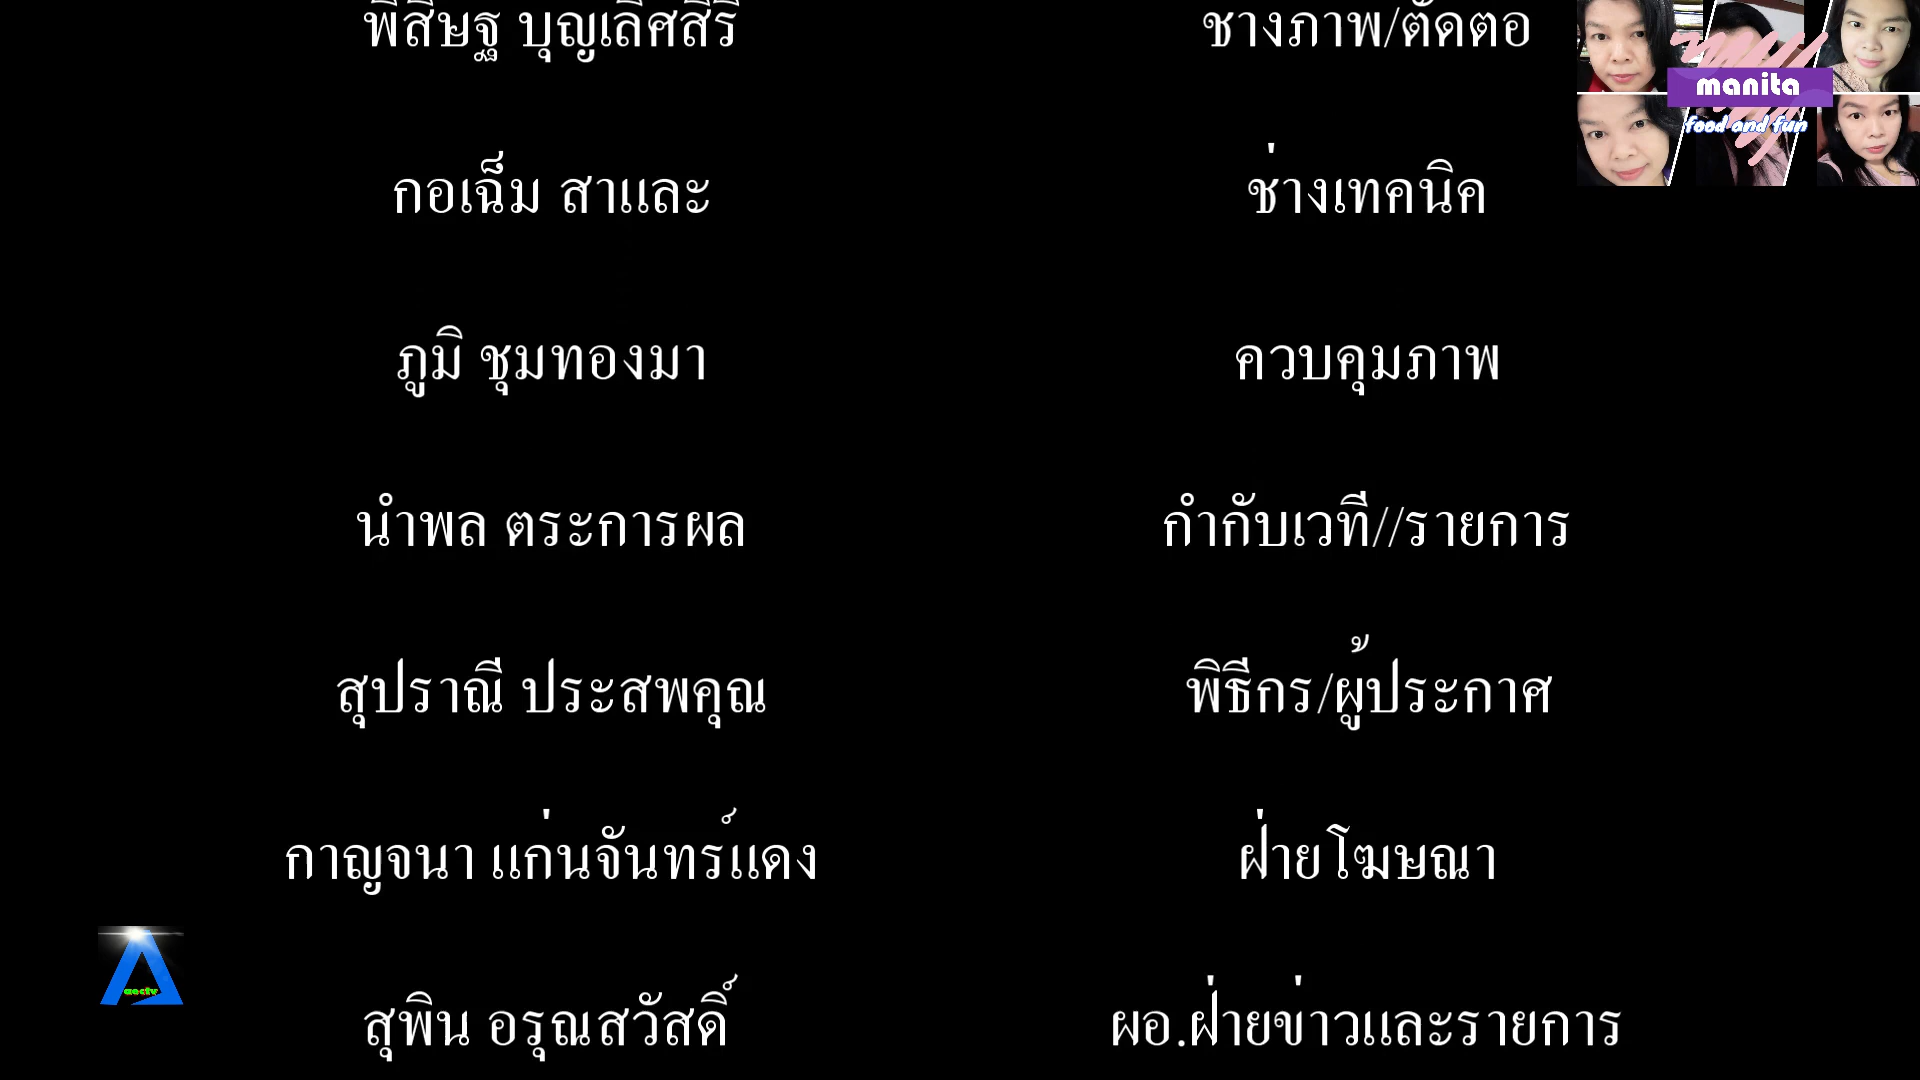 พิสิษฐ บุญเลิศสิริ ช่างภาพ/ตัดต่อ
manita
food and fun
กอเฉ็ม สาและ ช่างเทคนิค
ภูมิ ชุมทองมา ควบคุมภาพ
นำพล ตระการผล กำกับเวที//รายการ
สุปราณี ประสพคุณ พิธีกร/ผู้ประกาศ
กาญจนา แก่นจันทร์แดง ฝ่ายโฆษณา
aectv
สุพิน อรุณสวัสดิ์ ผอ.ฝ่ายข่าวและรายการ